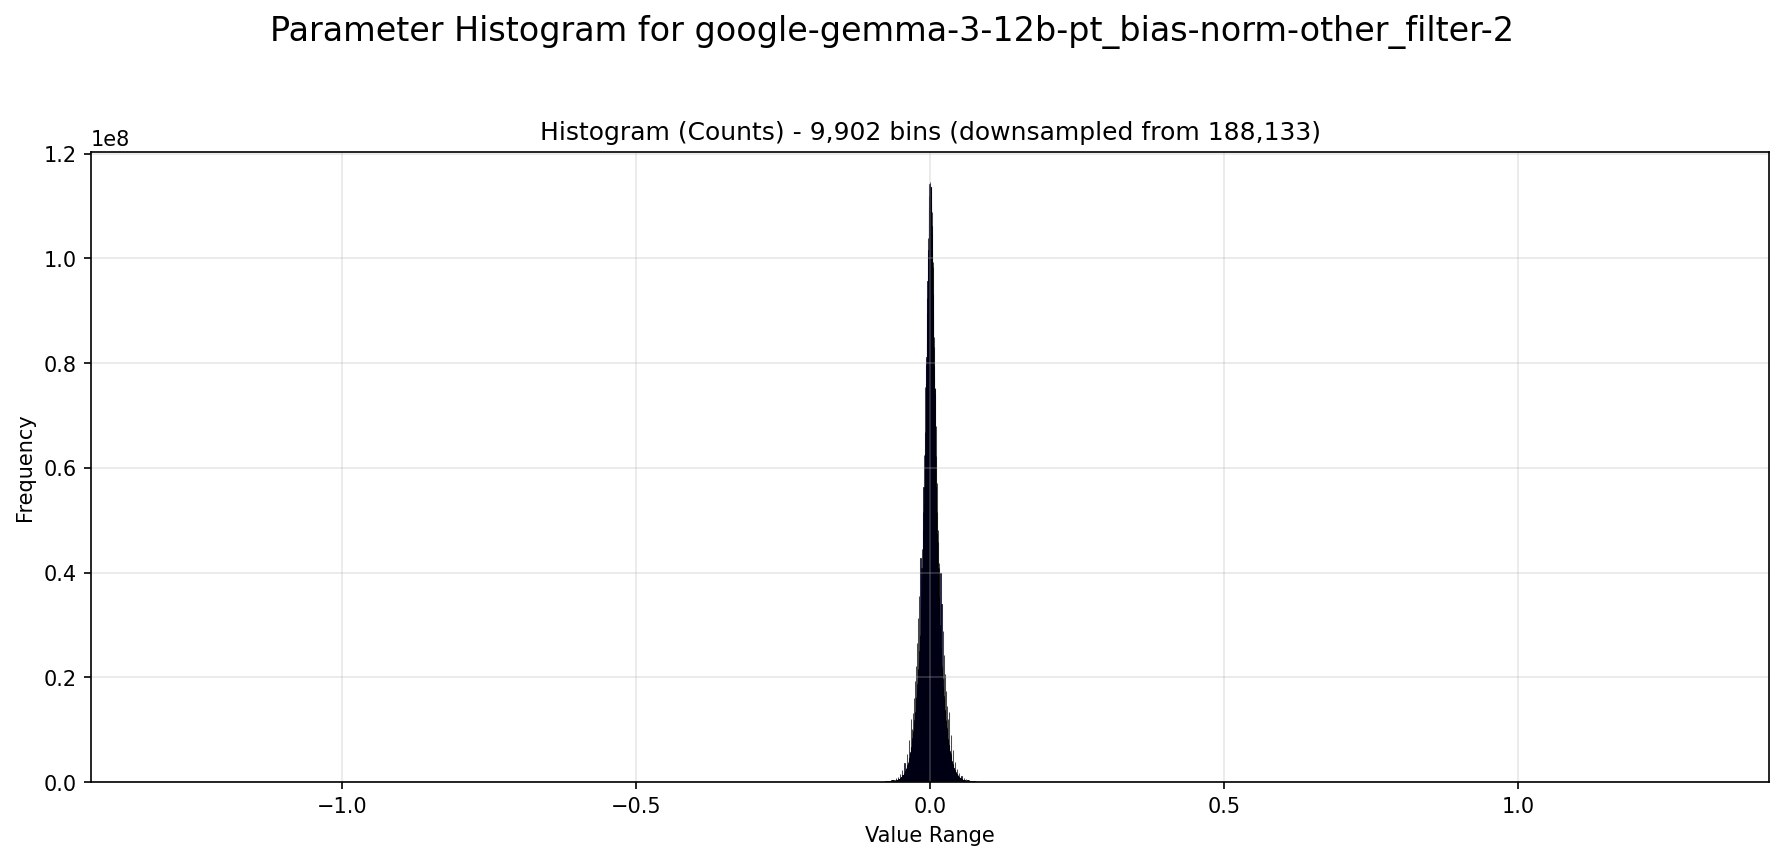 Parameter Histogram for google-gemma-3-12b-pt_bias-norm-other_filter-2
Histogram (Counts) - 9,902 bins (downsampled from 188,133)
1e8
1.2
1.0
0.8
0.6
0.4
0.2
0.0
Frequency
−1.0 −0.5 0.0 0.5 1.0
Value Range